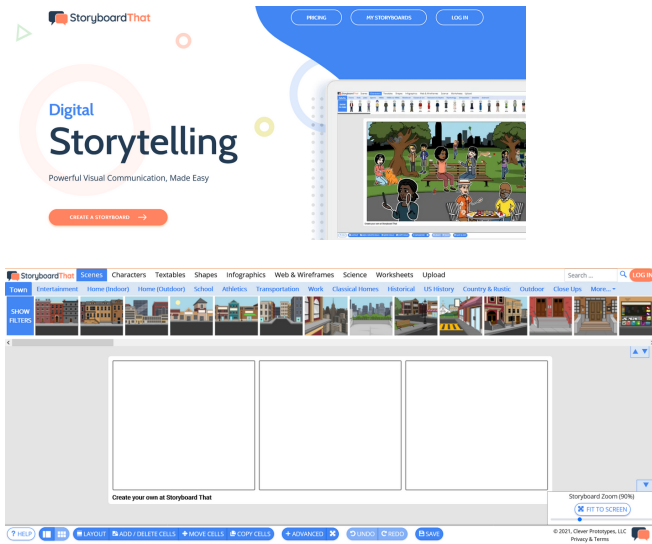 StoryboardThat
PRICING
MY STORYBOARDS
LOG IN
Digital
Storytelling
Powerful Visual Communication, Made Easy
CREATE A STORYBOARD
StoryboardThat Scenes Characters Textables Shapes Infographics Web & Wireframes Science Worksheets Upload Search ... LOG IN
Town Entertainment Home (Indoor) Home (Outdoor) School Athletics Transportation Work Classical Homes Historical US History Country & Rustic Outdoor Close Ups More...
SHOW
FILTERS
Create your own at Storyboard That
Storyboard Zoom (90%)
FIT TO SCREEN
? HELP LAYOUT ADD / DELETE CELLS MOVE CELLS COPY CELLS + ADVANCED UNDO REDO SAVE
© 2021, Clever Prototypes, LLC
Privacy & Terms